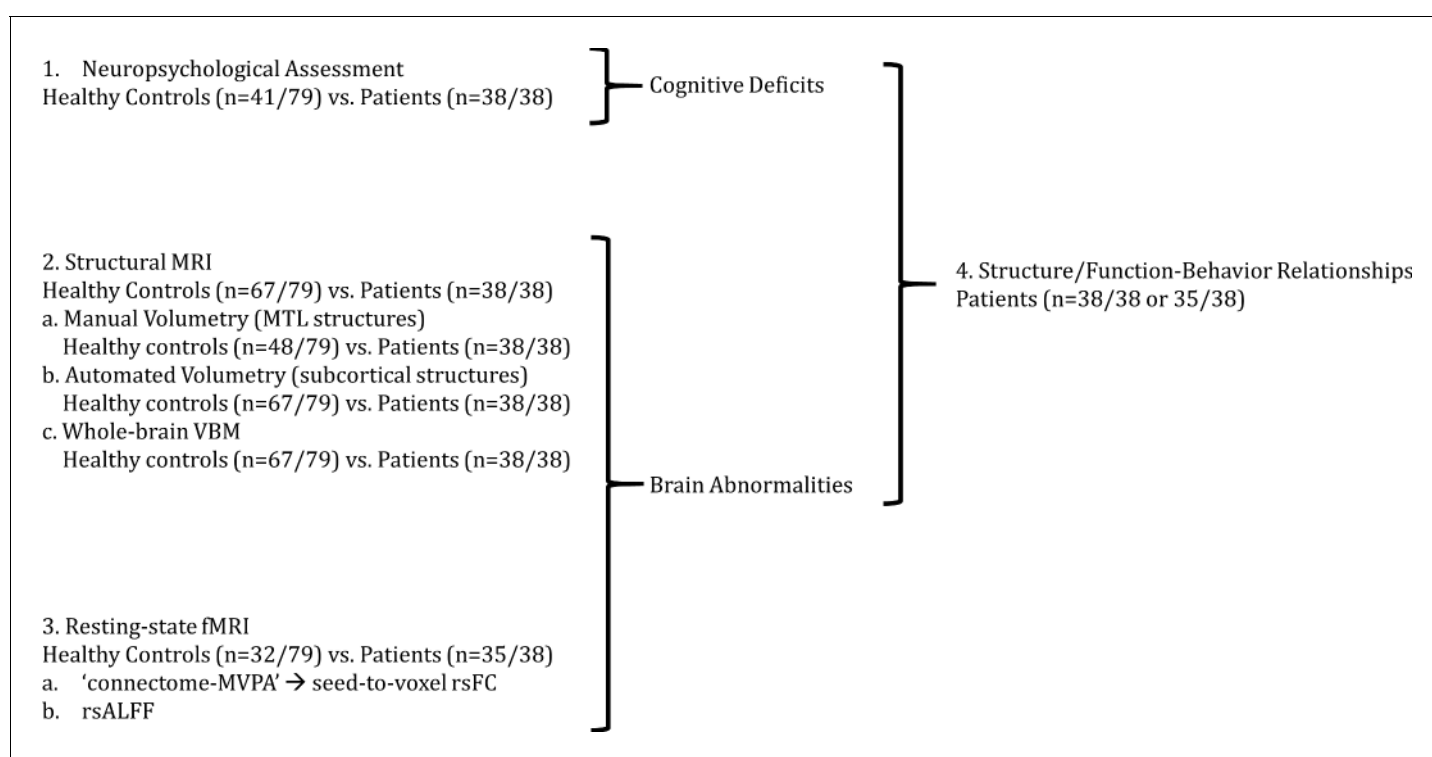 1. Neuropsychological Assessment
Healthy Controls (n=41/79) vs. Patients (n=38/38)
Cognitive Deficits
2. Structural MRI
Healthy Controls (n=67/79) vs. Patients (n=38/38)
a. Manual Volumetry (MTL structures)
Healthy controls (n=48/79) vs. Patients (n=38/38)
b. Automated Volumetry (subcortical structures)
Healthy controls (n=67/79) vs. Patients (n=38/38)
c. Whole-brain VBM
Healthy controls (n=67/79) vs. Patients (n=38/38)
Brain Abnormalities
3. Resting-state fMRI
Healthy Controls (n=32/79) vs. Patients (n=35/38)
a. 'connectome-MVPA' → seed-to-voxel rsFC
b. rsALFF
4. Structure/Function-Behavior Relationships
Patients (n=38/38 or 35/38)